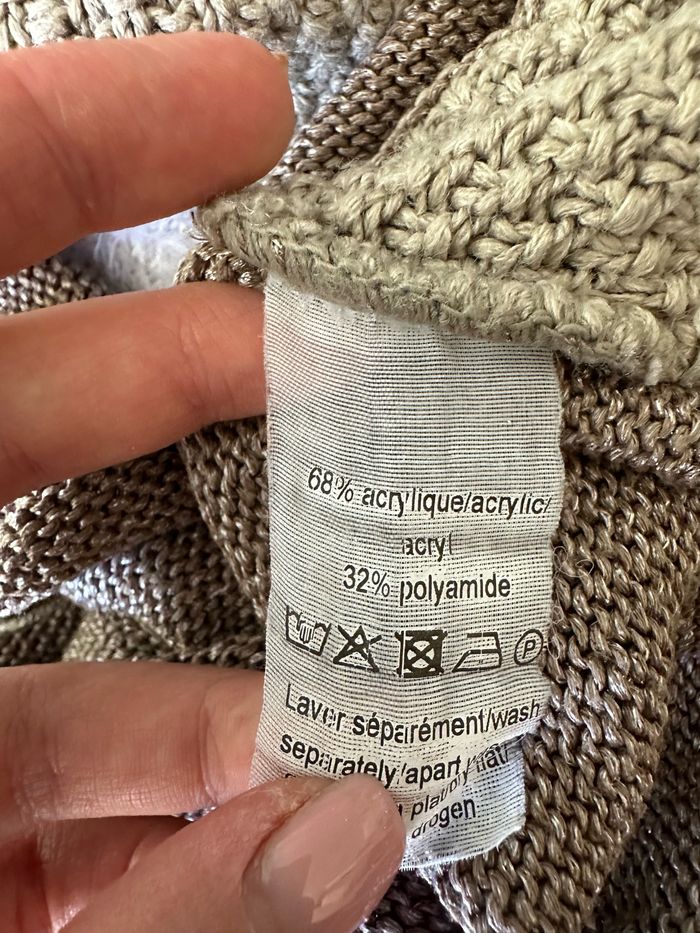 68% acrylique/acrylic/
acryl
32% polyamide
P
Laver séparément/wash
separately/apart
drogen